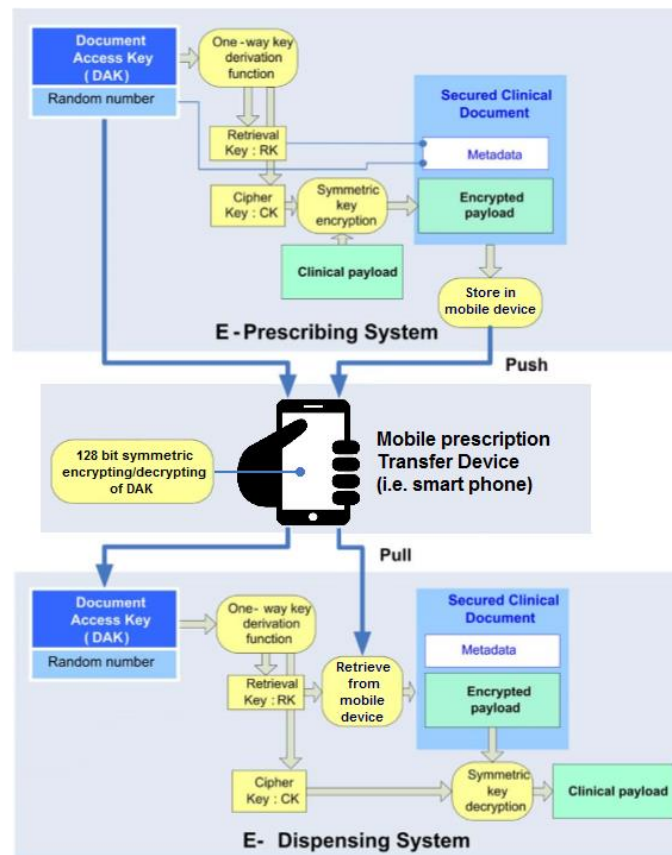 Document
Access Key
(DAK)
Random number
One-way key
derivation
function
Retrieval
Key : RK
Cipher
Key : CK
Symmetric
key
encryption
Clinical payload
Secured Clinical
Document
Metadata
Encrypted
payload
Store in
mobile device
E - Prescribing System
Push
128 bit symmetric
encrypting/decrypting
of DAK
Mobile prescription
Transfer Device
(i.e. smart phone)
Pull
Document
Access Key
(DAK)
Random number
One- way key
derivation
function
Retrieval
Key : RK
Retrieve
from
mobile
device
Secured Clinical
Document
Metadata
Encrypted
payload
Cipher
Key : CK
Symmetric
key
decryption
Clinical payload
E- Dispensing System